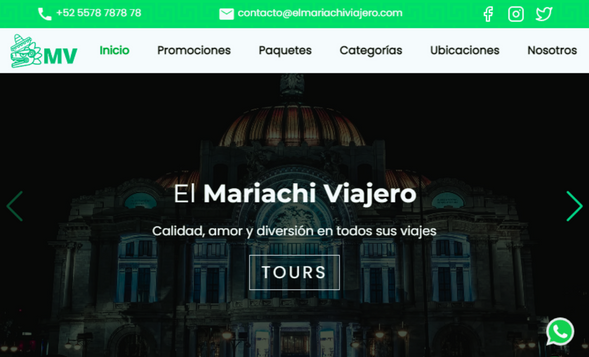 +52 5578 7878 78
contacto@elmariachiviajero.com
MV
Inicio
Promociones
Paquetes
Categorías
Ubicaciones
Nosotros
El Mariachi Viajero
Calidad, amor y diversión en todos sus viajes
TOURS